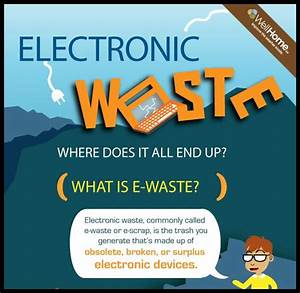 WellHome
ELECTRONIC
WASTE
WHERE DOES IT ALL END UP?
( WHAT IS E-WASTE? )
Electronic waste, commonly called
e-waste or e-scrap, is the trash you
generate that's made up of
obsolete, broken, or surplus
electronic devices.